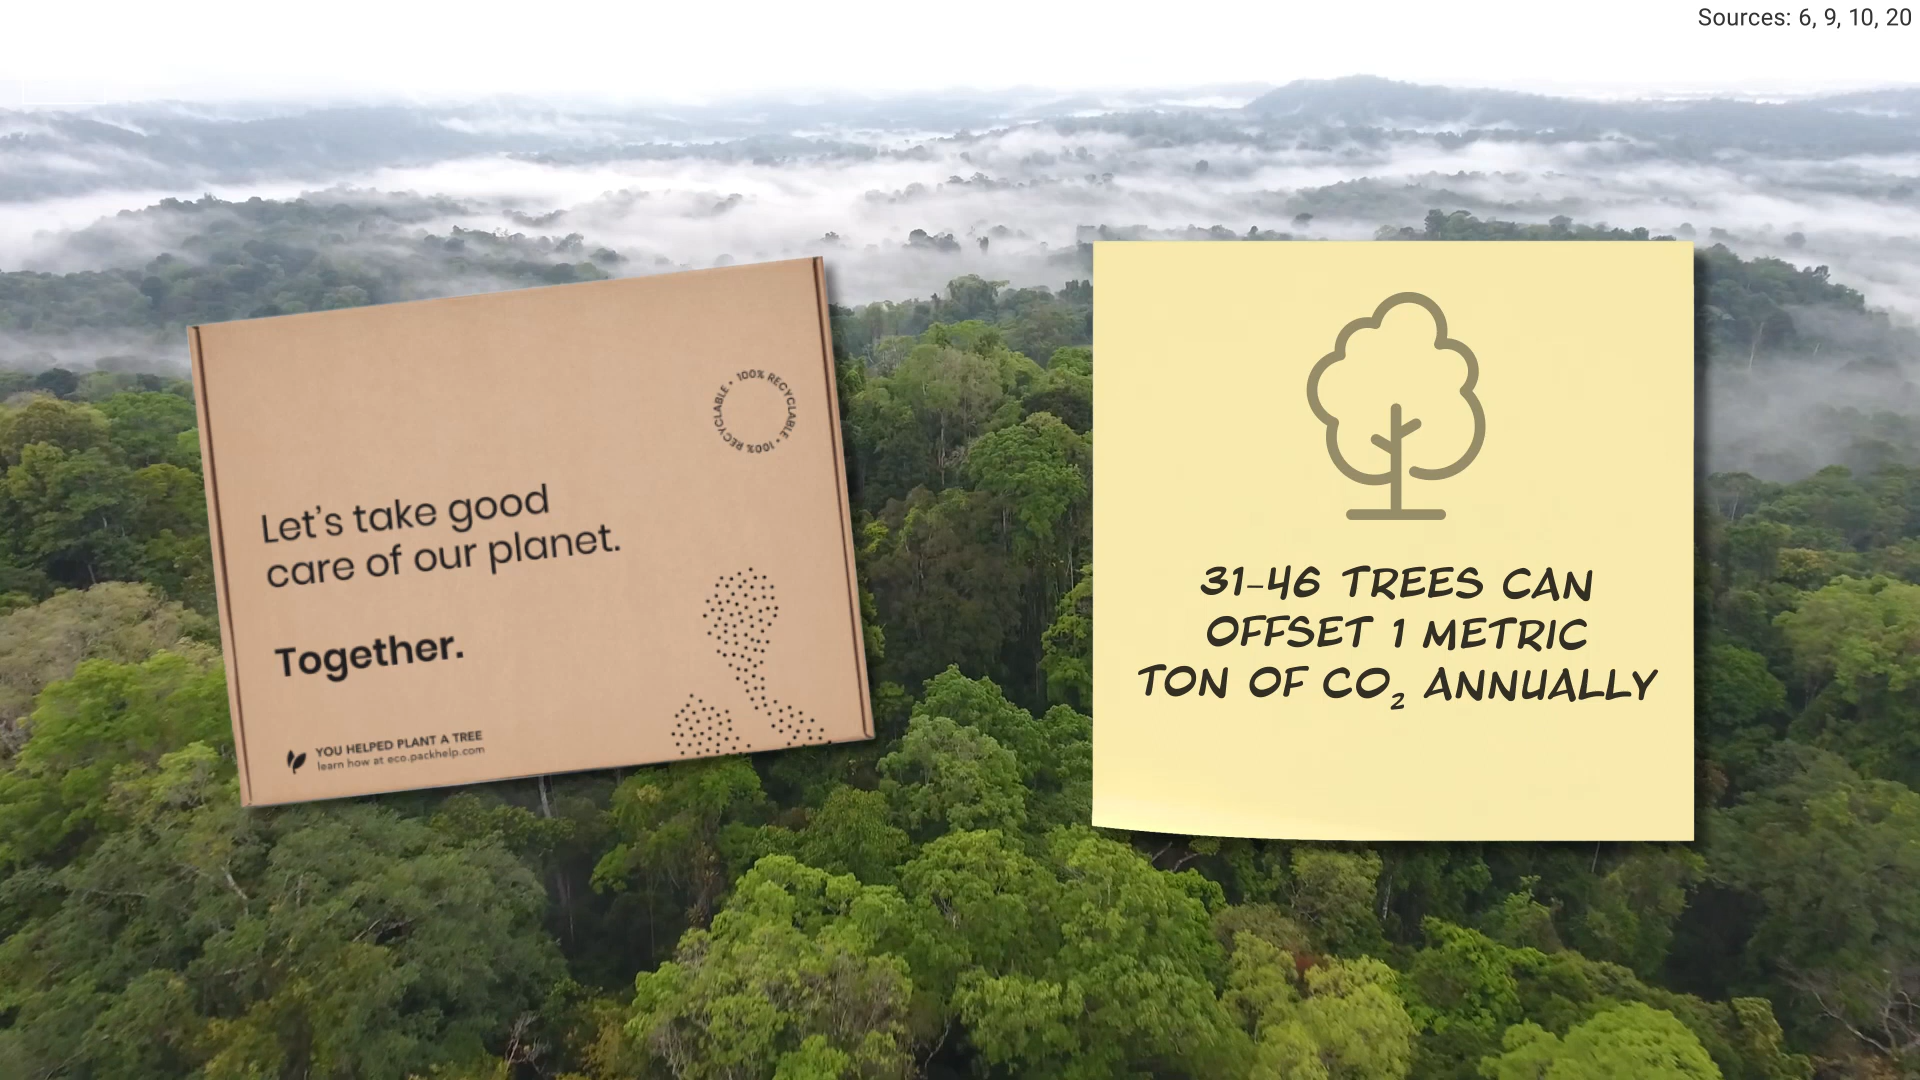 Sources: 6, 9, 10, 20
100% RECYCLABLE • 100% RECYCLABLE •
Let's take good
care of our planet.
Together.
YOU HELPED PLANT A TREE
learn how at eco.packhelp.com
31-46 TREES CAN
OFFSET 1 METRIC
TON OF CO₂ ANNUALLY